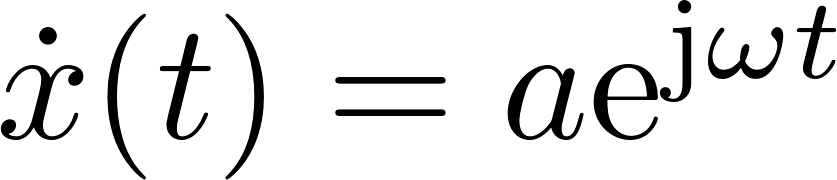 ẋ(t) = ae^{jωt}